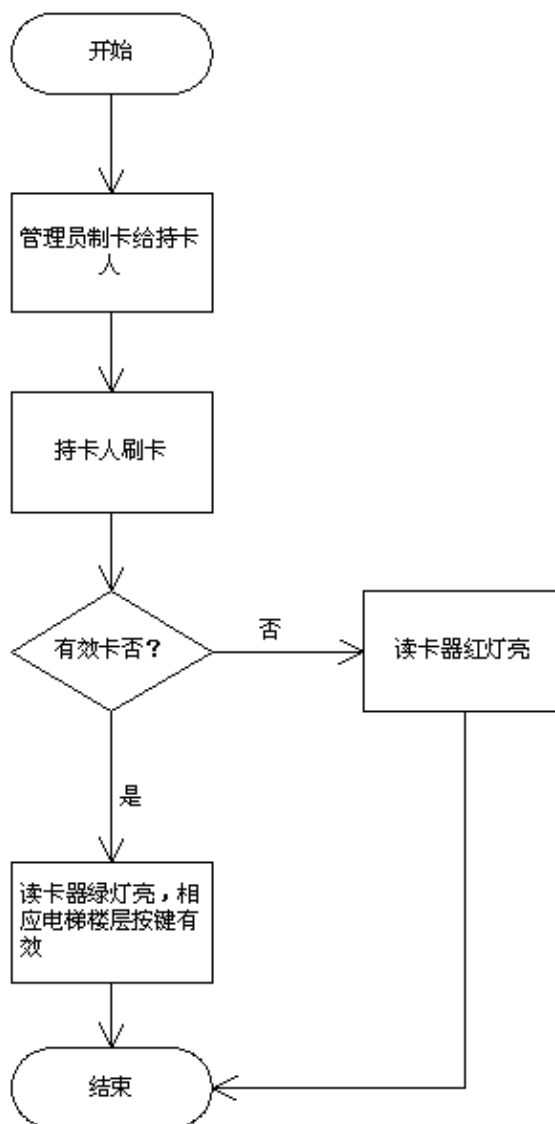 开始
管理员制卡给持卡
人
持卡人刷卡
有效卡否？
否
读卡器红灯亮
是
读卡器绿灯亮，相
应电梯楼层按键有
效
结束